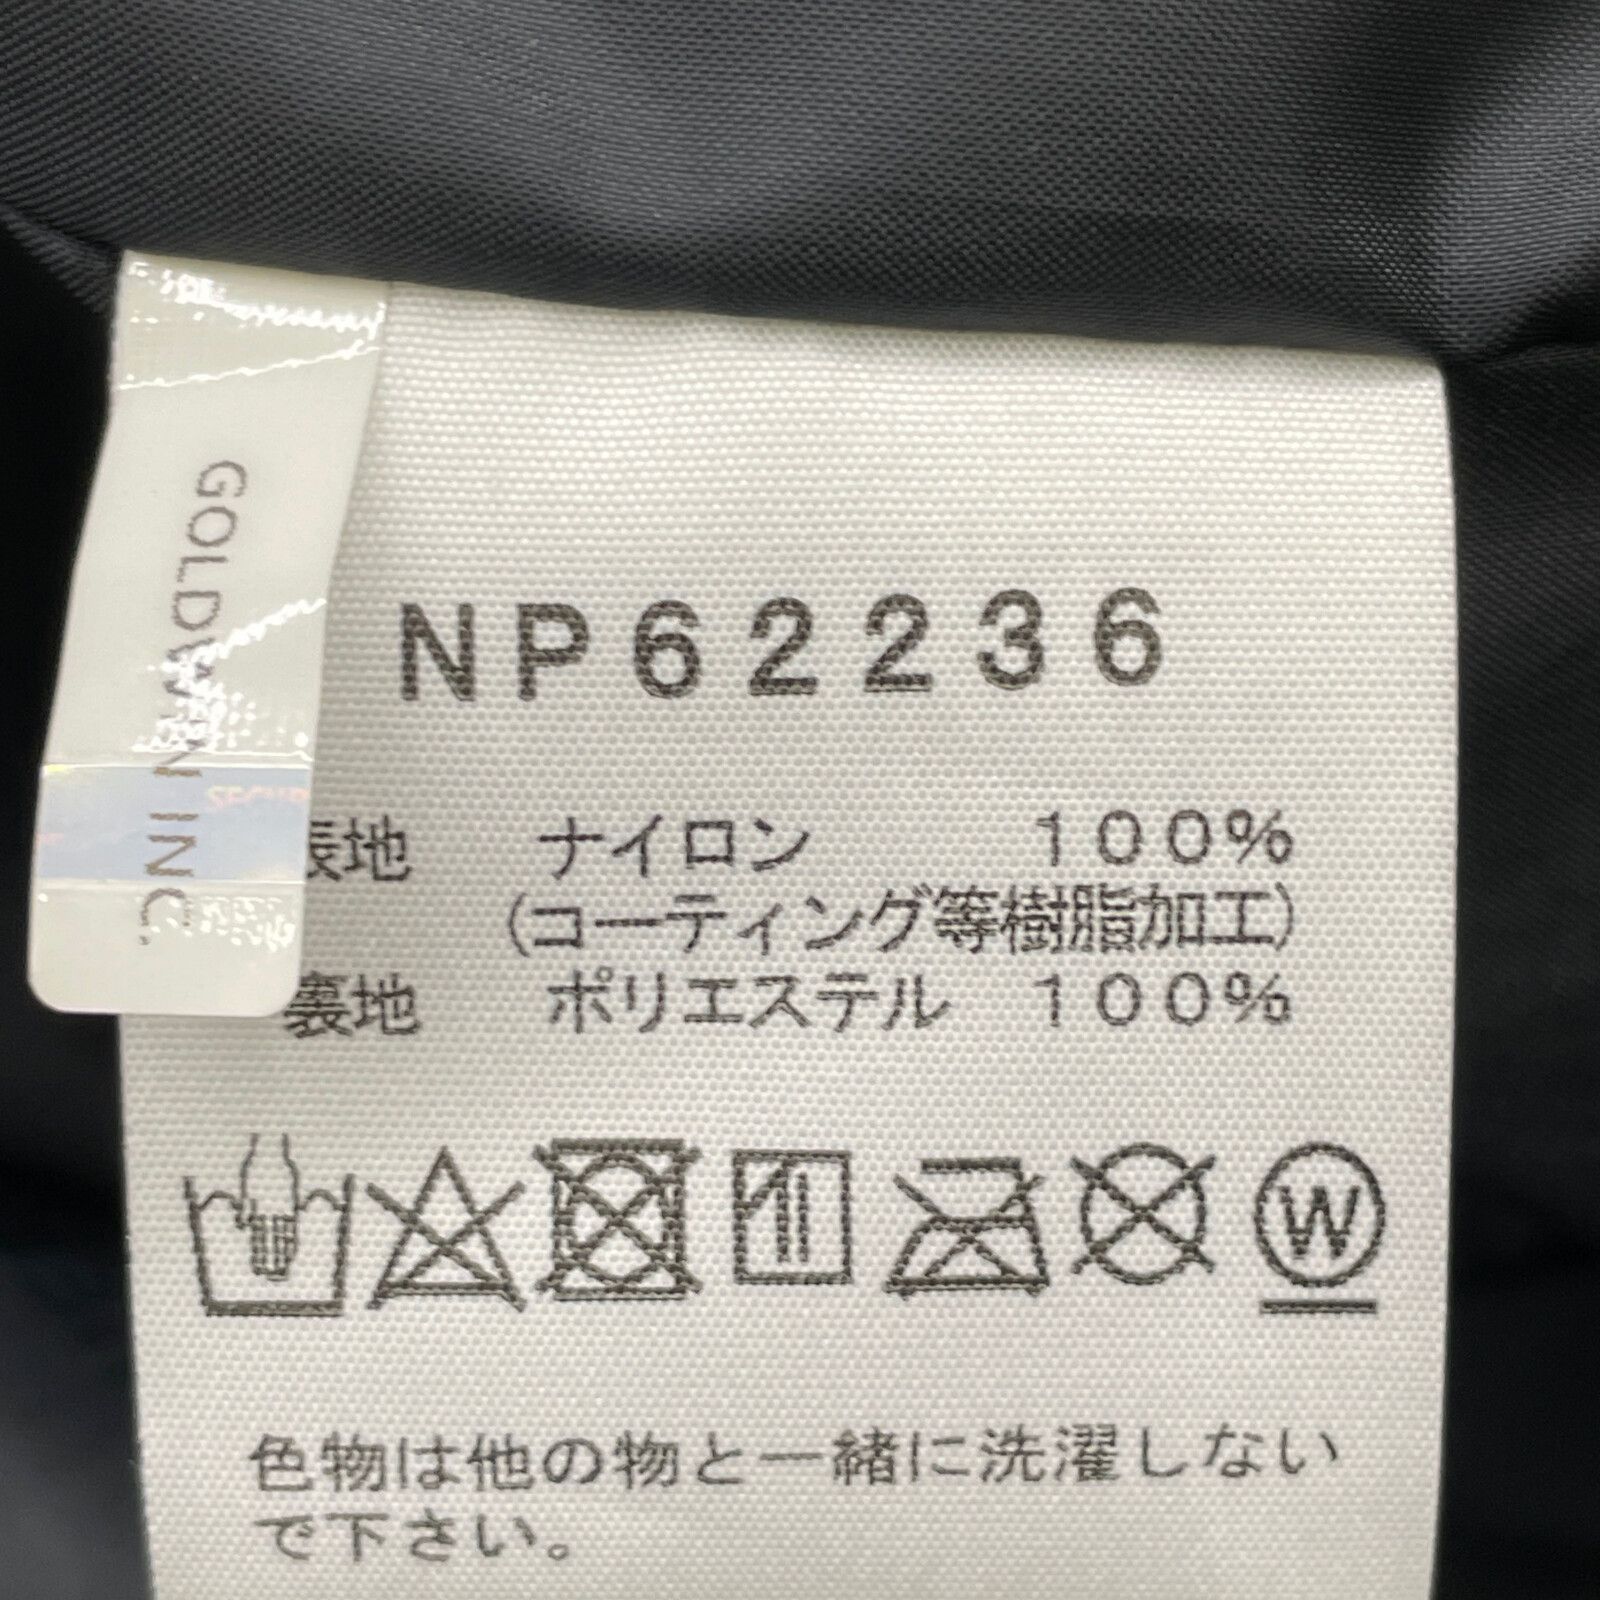 GOLDWIN INC.
NP62236
表地 ナイロン 100%
(コーティング等樹脂加工)
裏地 ポリエステル 100%
W
色物は他の物と一緒に洗濯しない
で下さい。